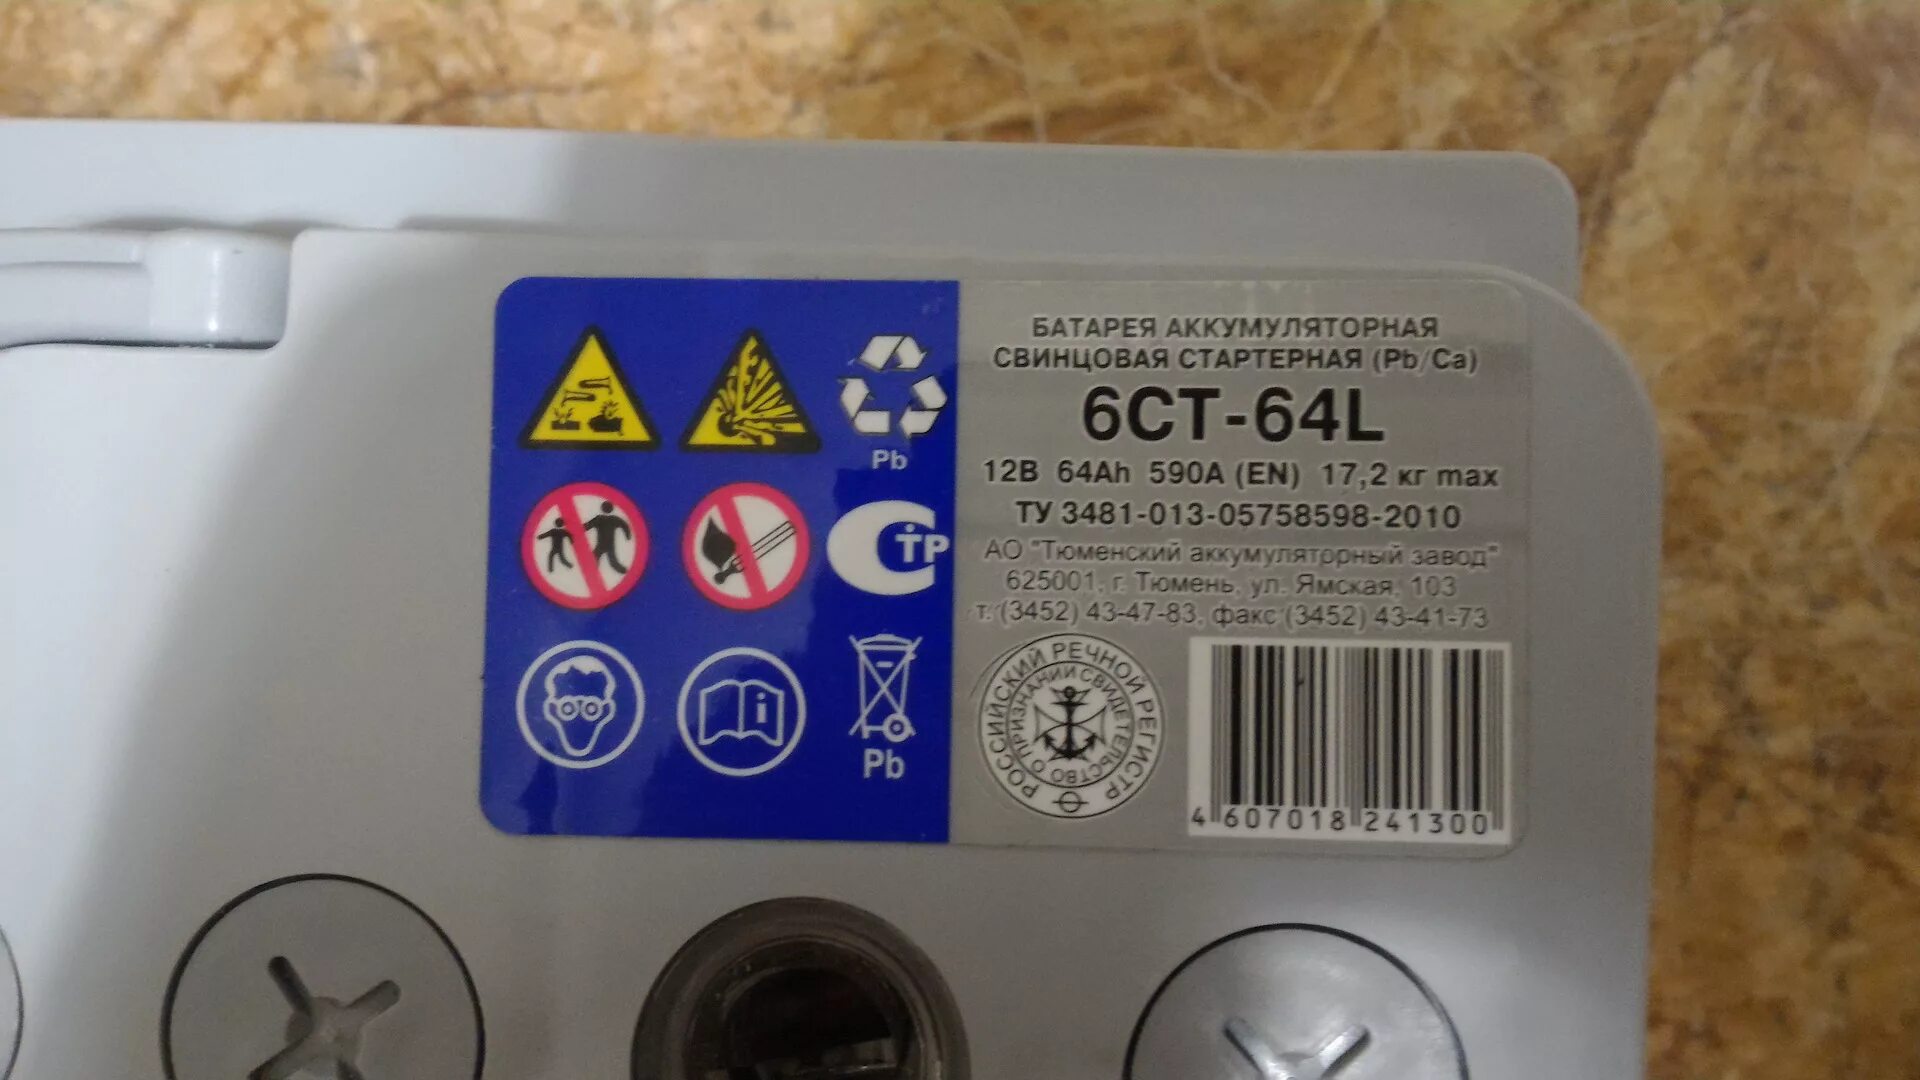 БАТАРЕЯ АККУМУЛЯТОРНАЯ
СВИНЦОВАЯ СТАРТЕРНАЯ (Pb/Ca)
6СТ-64L
12В 64Ah 590A (EN) 17,2 кг max
ТУ 3481-013-05758598-2010
АО "Тюменский аккумуляторный завод"
625001, г. Тюмень, ул. Ямская, 103
т. (3452) 43-47-83, факс (3452) 43-41-73
РОССИЙСКИЙ РЕЧНОЙ РЕГИСТР
СВИДЕТЕЛЬСТВО О ПРИЗНАНИИ
4 607018 241300
Pb
СТР
i
Pb